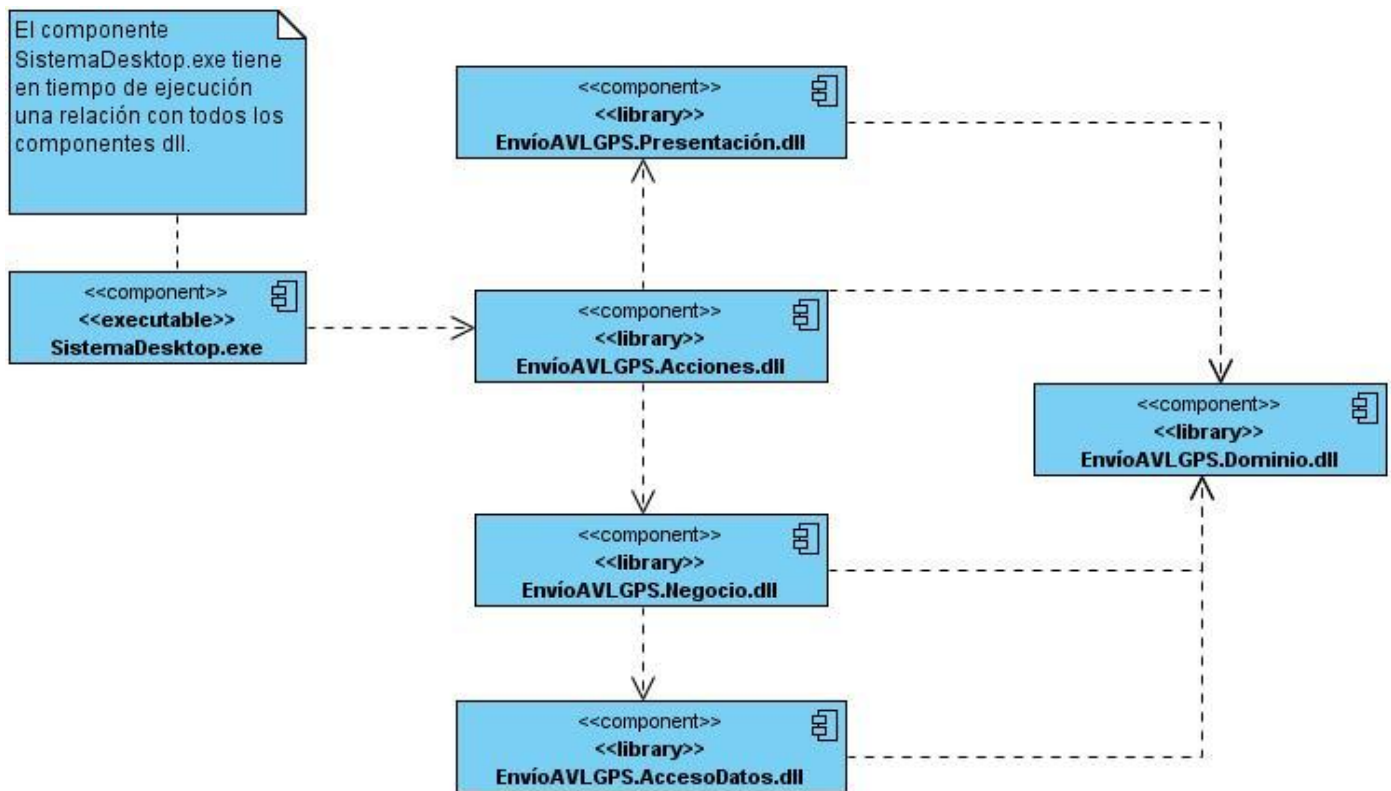 El componente
SistemaDesktop.exe tiene
en tiempo de ejecución
una relación con todos los
componentes dll.
<<component>>
<<executable>>
SistemaDesktop.exe
<<component>>
<<library>>
EnvíoAVLGPS.Presentación.dll
<<component>>
<<library>>
EnvíoAVLGPS.Acciones.dll
<<component>>
<<library>>
EnvíoAVLGPS.Dominio.dll
<<component>>
<<library>>
EnvíoAVLGPS.Negocio.dll
<<component>>
<<library>>
EnvíoAVLGPS.AccesoDatos.dll